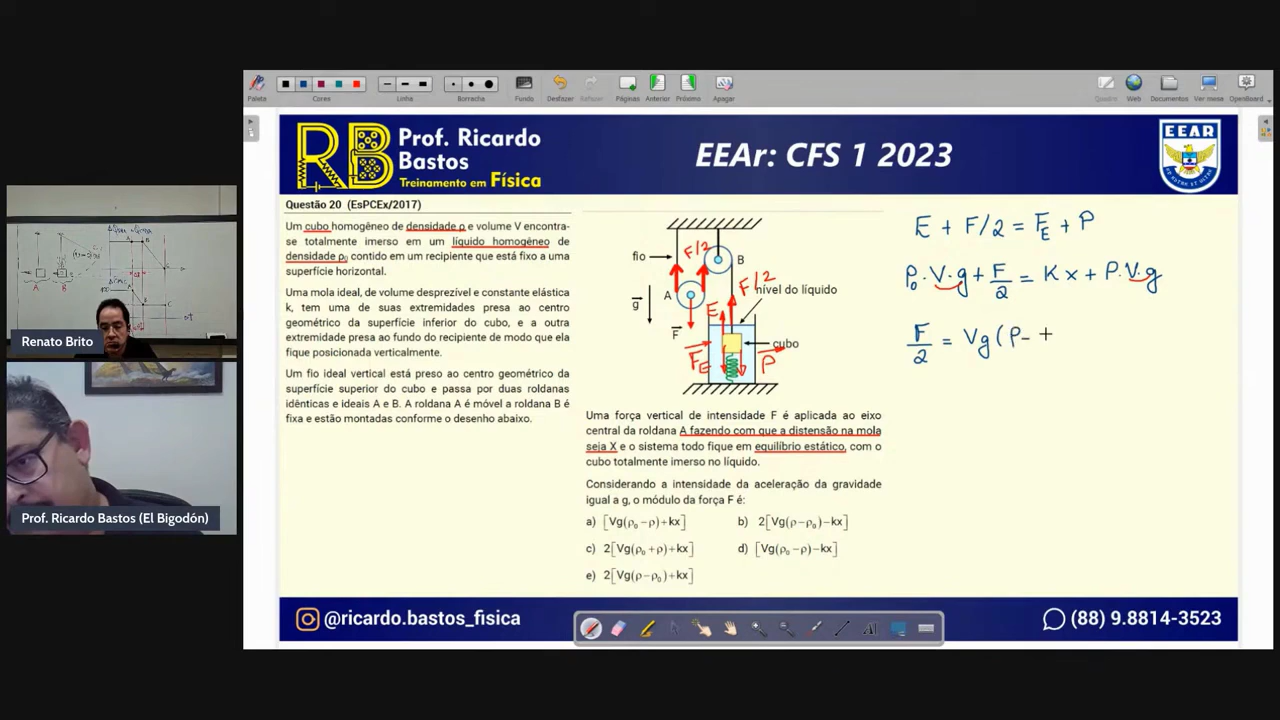 Paleta
Cores
Linha
Borracha
Fundo
Desfazer
Refazer
Páginas
Anterior
Próximo
Apagar
Quadro
Web
Documentos
Ver mesa
OpenBoard
RB
Prof. Ricardo
Bastos
Treinamento em Física
EEAr: CFS 1 2023
EEAR
Questão 20 (EsPCEx/2017)
Um cubo homogêneo de densidade ρ e volume V encontra-
se totalmente imerso em um líquido homogêneo de
densidade ρ₀ contido em um recipiente que está fixo a uma
superfície horizontal.
Uma mola ideal, de volume desprezível e constante elástica
k, tem uma de suas extremidades presa ao centro
geométrico da superfície inferior do cubo, e a outra
extremidade presa ao fundo do recipiente de modo que ela
fique posicionada verticalmente.
Um fio ideal vertical está preso ao centro geométrico da
superfície superior do cubo e passa por duas roldanas
idênticas e ideais A e B. A roldana A é móvel a roldana B é
fixa e estão montadas conforme o desenho abaixo.
fio
F/2
B
A
F/2
nível do líquido
g
E
F
cubo
F_E
P
Uma força vertical de intensidade F é aplicada ao eixo
central da roldana A fazendo com que a distensão na mola
seja X e o sistema todo fique em equilíbrio estático, com o
cubo totalmente imerso no líquido.
Considerando a intensidade da aceleração da gravidade
igual a g, o módulo da força F é:
a) [Vg(ρ₀−ρ)+kx] b) 2[Vg(ρ−ρ₀)−kx]
c) 2[Vg(ρ₀+ρ)+kx] d) [Vg(ρ₀−ρ)−kx]
e) 2[Vg(ρ−ρ₀)+kx]
E + F/2 = F_E + P
ρ₀·V·g + F/2 = Kx + ρ·V·g
F/2 = Vg(ρ- +
Renato Brito
Prof. Ricardo Bastos (El Bigodón)
@ricardo.bastos_fisica
(88) 9.8814-3523